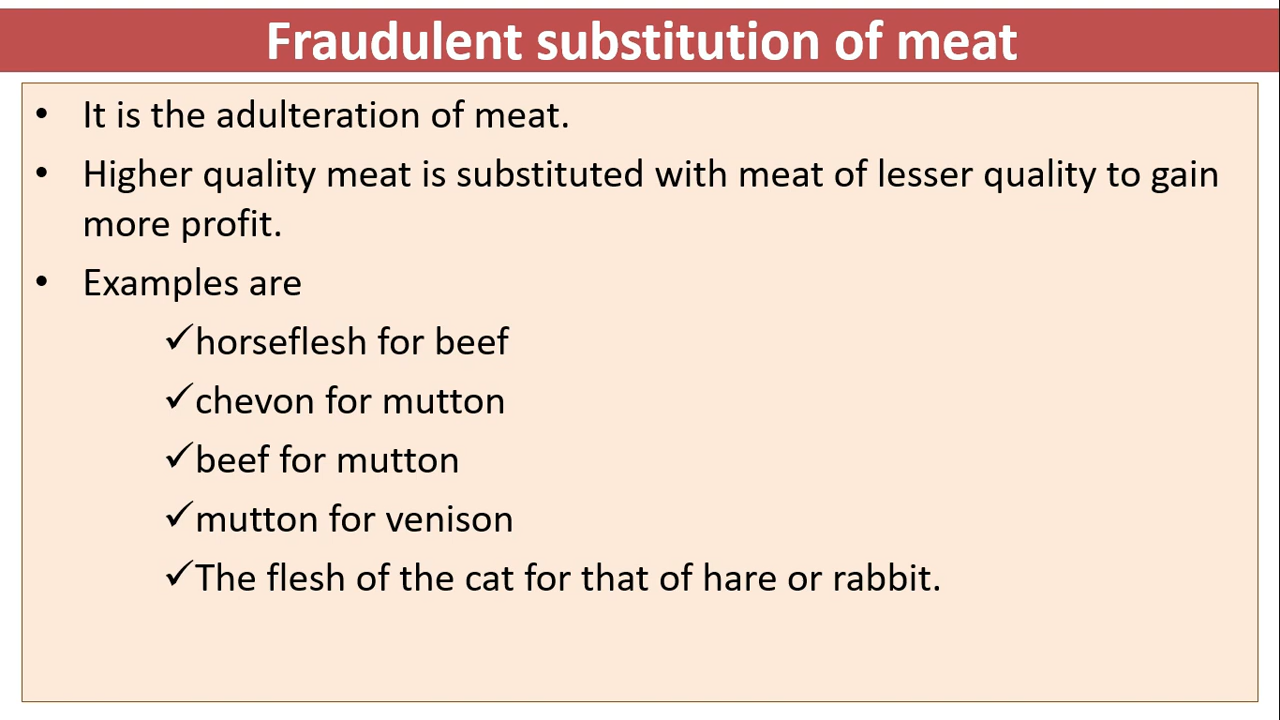 Fraudulent substitution of meat
• It is the adulteration of meat.
• Higher quality meat is substituted with meat of lesser quality to gain
more profit.
• Examples are
✓horseflesh for beef
✓chevon for mutton
✓beef for mutton
✓mutton for venison
✓The flesh of the cat for that of hare or rabbit.